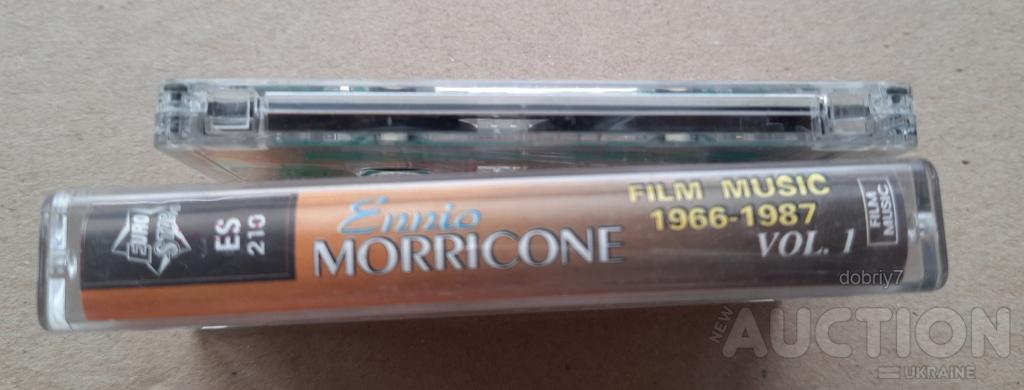 EURO
STAR
ES
210
Ennio
MORRICONE
FILM MUSIC
1966-1987
VOL. 1
FILM
MUSIC
dobriy7
NEW
AUCTION
UKRAINE